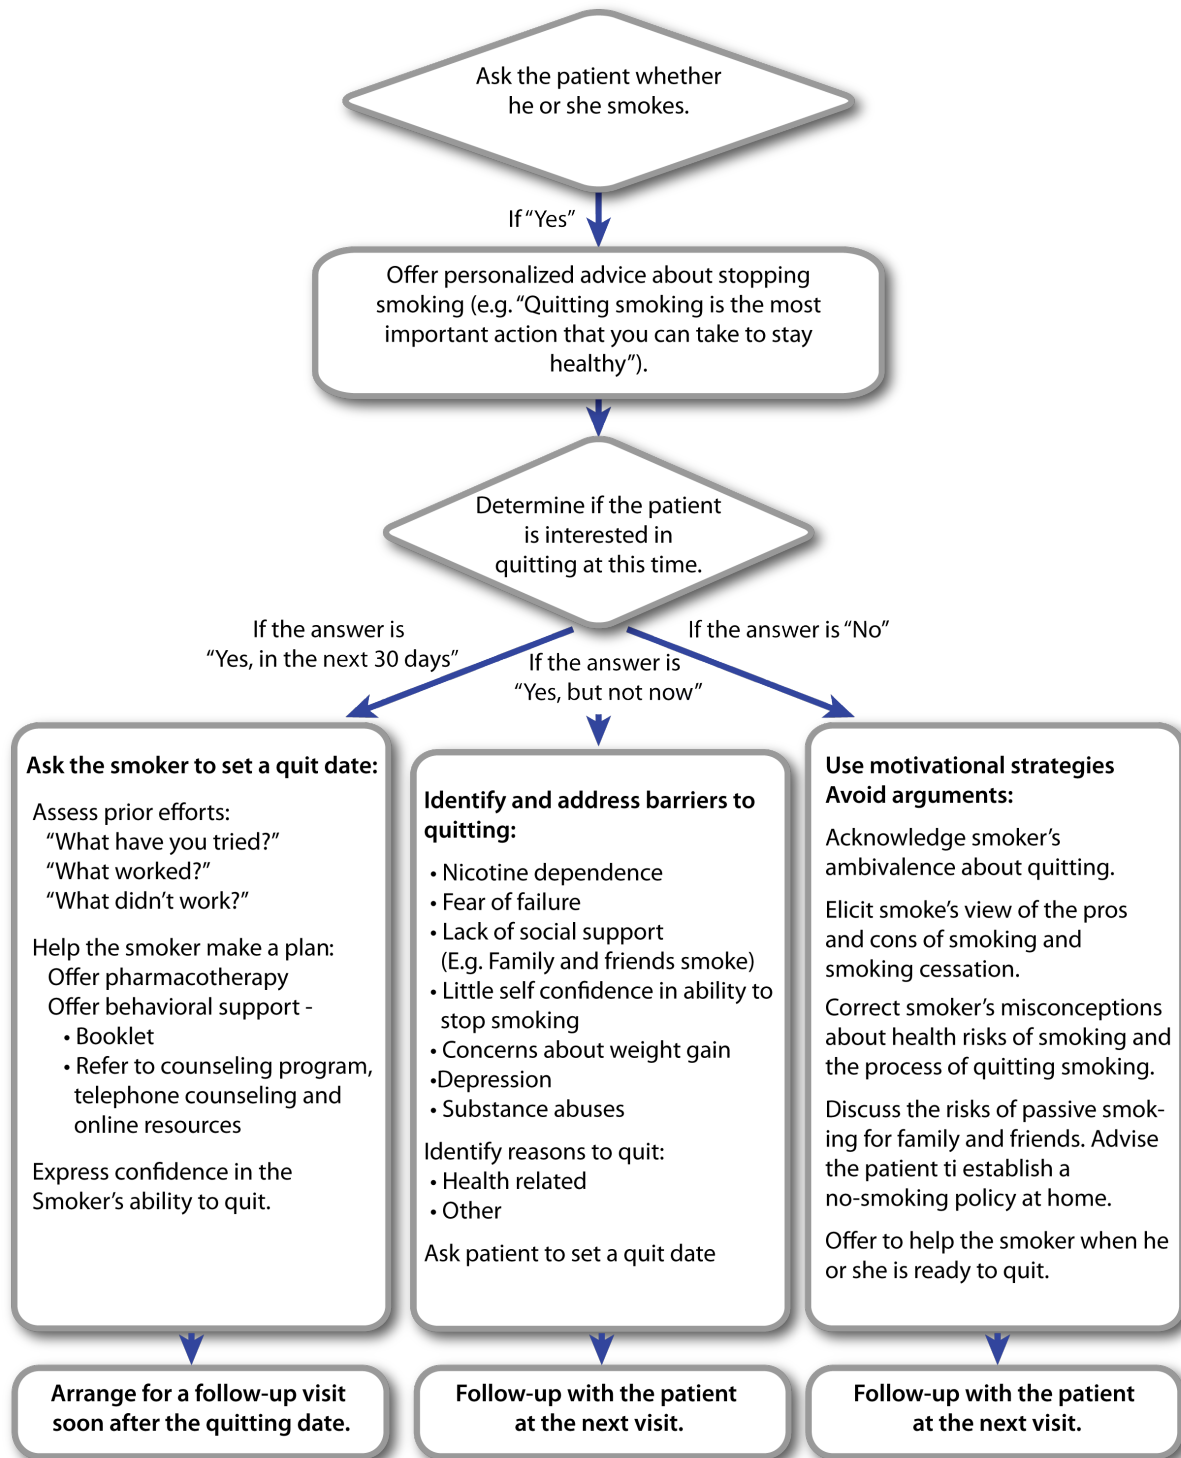 Ask the patient whether
he or she smokes.
If “Yes”
Offer personalized advice about stopping
smoking (e.g. “Quitting smoking is the most
important action that you can take to stay
healthy”).
Determine if the patient
is interested in
quitting at this time.
If the answer is
“Yes, in the next 30 days”
If the answer is
“Yes, but not now”
If the answer is “No”
Ask the smoker to set a quit date:
Assess prior efforts:
“What have you tried?”
“What worked?”
“What didn’t work?”
Help the smoker make a plan:
Offer pharmacotherapy
Offer behavioral support -
• Booklet
• Refer to counseling program,
telephone counseling and
online resources
Express confidence in the
Smoker’s ability to quit.
Arrange for a follow-up visit
soon after the quitting date.
Identify and address barriers to
quitting:
• Nicotine dependence
• Fear of failure
• Lack of social support
(E.g. Family and friends smoke)
• Little self confidence in ability to
stop smoking
• Concerns about weight gain
•Depression
• Substance abuses
Identify reasons to quit:
• Health related
• Other
Ask patient to set a quit date
Follow-up with the patient
at the next visit.
Use motivational strategies
Avoid arguments:
Acknowledge smoker’s
ambivalence about quitting.
Elicit smoke’s view of the pros
and cons of smoking and
smoking cessation.
Correct smoker’s misconceptions
about health risks of smoking and
the process of quitting smoking.
Discuss the risks of passive smok-
ing for family and friends. Advise
the patient ti establish a
no-smoking policy at home.
Offer to help the smoker when he
or she is ready to quit.
Follow-up with the patient
at the next visit.